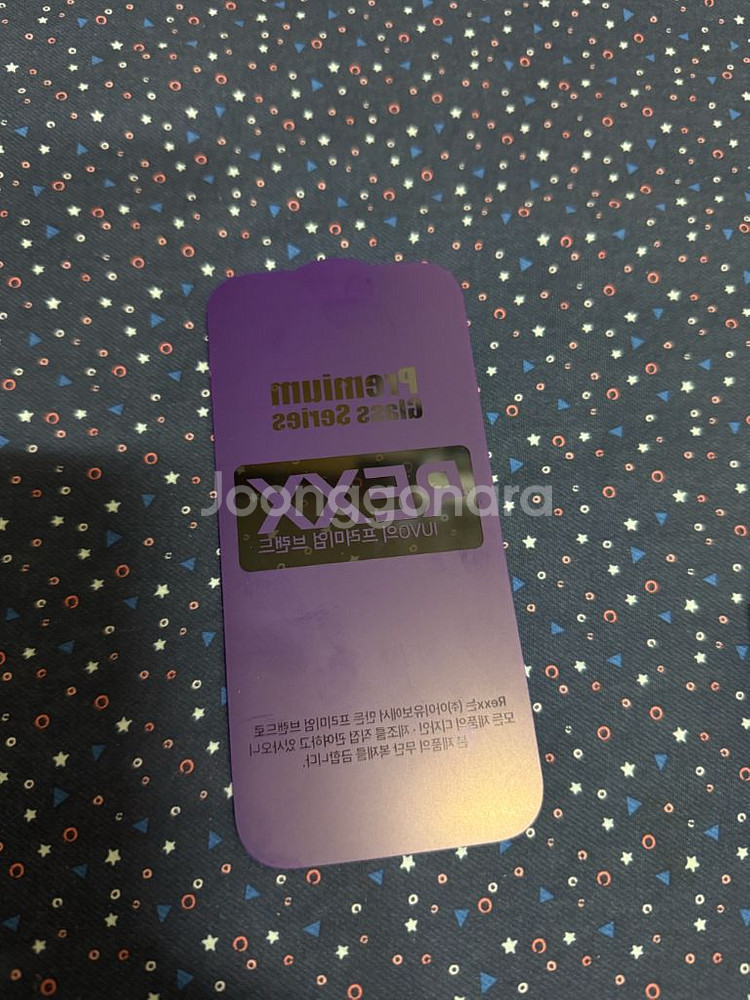 Premium
Glass Series
REXX
Joonggonara
IUVO의 프리미엄 브랜드
Rexx는 (주)아이유보에서 만든 프리미엄 브랜드로
모든 제품의 디자인·제조를 직접 관여하고 있사오니
본 제품의 무단 복제를 금합니다.